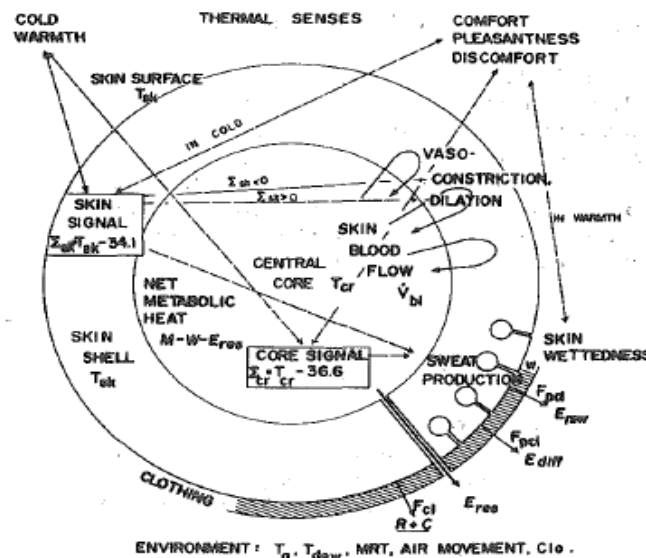 COLD
WARMTH
THERMAL SENSES
COMFORT
PLEASANTNESS
DISCOMFORT
SKIN SURFACE
Tsk
IN COLD
IN WARMTH
VASO-
CONSTRICTION,
DILATION
Σsk<0
Σsk>0
SKIN
SIGNAL
Σsk=Tsk-34.1
SKIN
BLOOD
FLOW
V̇bl
CENTRAL
CORE Tcr
NET
METABOLIC
HEAT
M-W-Eres
SKIN
SHELL
Tsk
CORE SIGNAL
Σcr=Tcr-36.6
SWEAT
PRODUCTION
SKIN
WETTEDNESS
w
Fpcl
Ersw
Fpcl
Ediff
Eres
Fcl
R+C
CLOTHING
ENVIRONMENT: Ta, Tdew, MRT, AIR MOVEMENT, Clo.